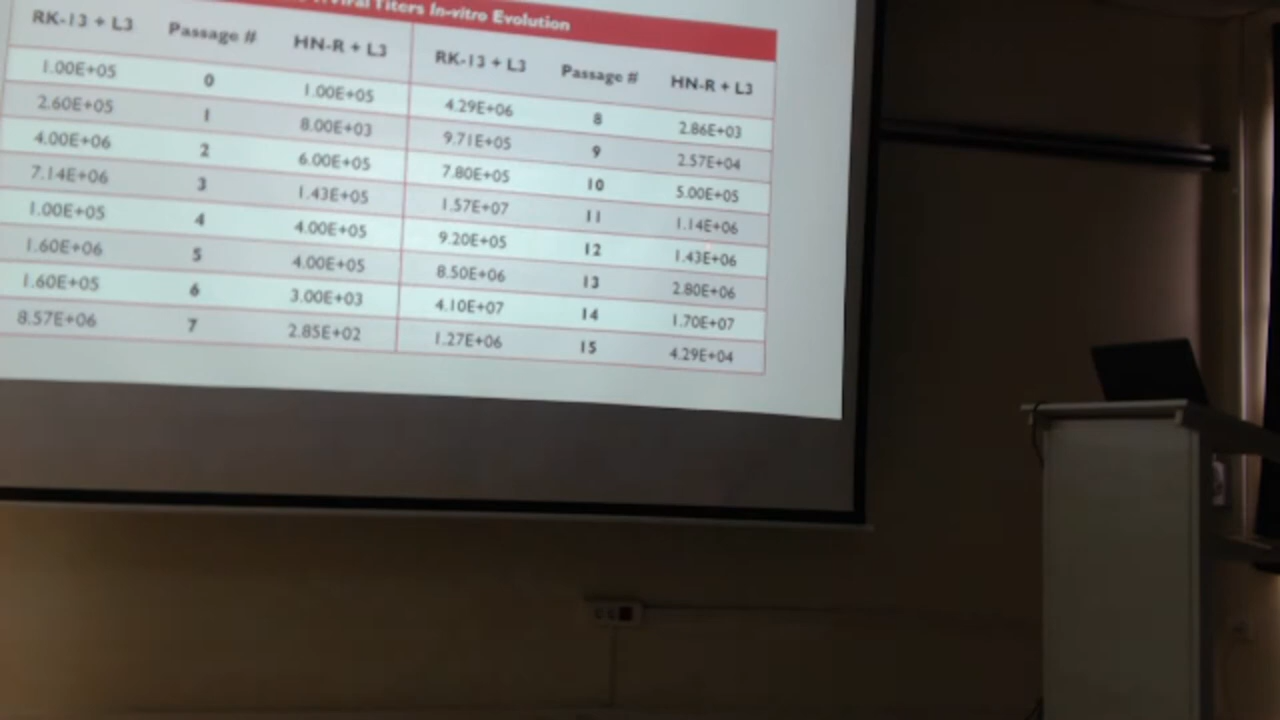 Viral Titers In-vitro Evolution
RK-13 + L3 Passage # HN-R + L3 RK-13 + L3 Passage # HN-R + L3
1.00E+05 0 1.00E+05 4.29E+06 8 2.86E+03
2.60E+05 1 8.00E+03 9.71E+05 9 2.57E+04
4.00E+06 2 6.00E+05 7.80E+05 10 5.00E+05
7.14E+06 3 1.43E+05 1.57E+07 11 1.14E+06
1.00E+05 4 4.00E+05 9.20E+05 12 1.43E+06
1.60E+06 5 4.00E+05 8.50E+06 13 2.80E+06
1.60E+05 6 3.00E+03 4.10E+07 14 1.70E+07
8.57E+06 7 2.85E+02 1.27E+06 15 4.29E+04